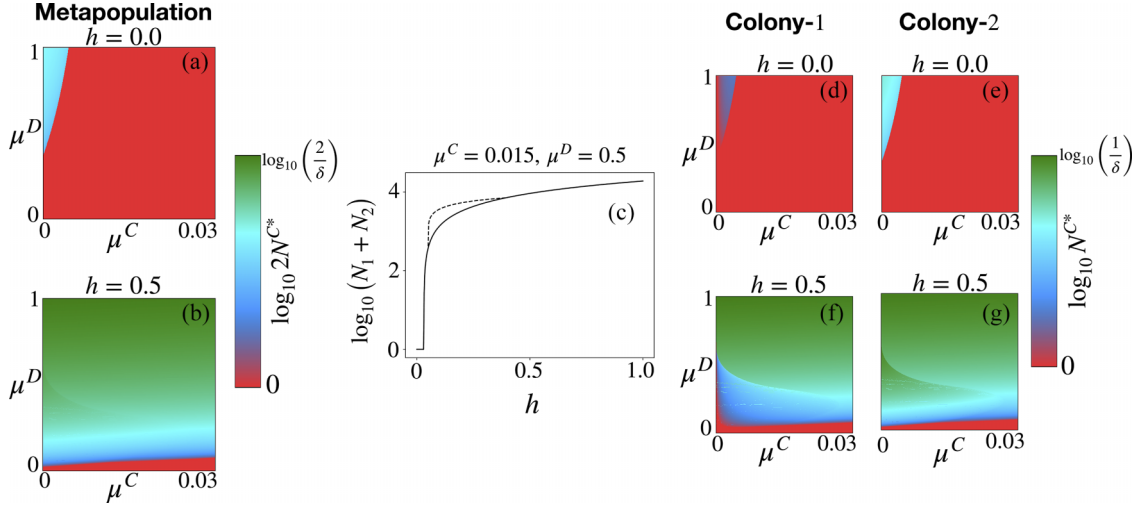 Metapopulation
h = 0.0
1
(a)
μ^D
0
0
μ^C
0.03
h = 0.5
1
(b)
μ^D
0
0
μ^C
0.03
log₁₀ (2/δ)
log₁₀ 2N^{C*}
0
μ^C = 0.015, μ^D = 0.5
4
2
0
log₁₀ (N₁ + N₂)
(c)
0
0.5
1.0
h
Colony-1
h = 0.0
1
(d)
μ^D
0
0
μ^C
0.03
h = 0.5
1
(f)
μ^D
0
0
μ^C
0.03
Colony-2
h = 0.0
(e)
0
μ^C
0.03
h = 0.5
(g)
0
μ^C
0.03
log₁₀ (1/δ)
log₁₀ N^{C*}
0